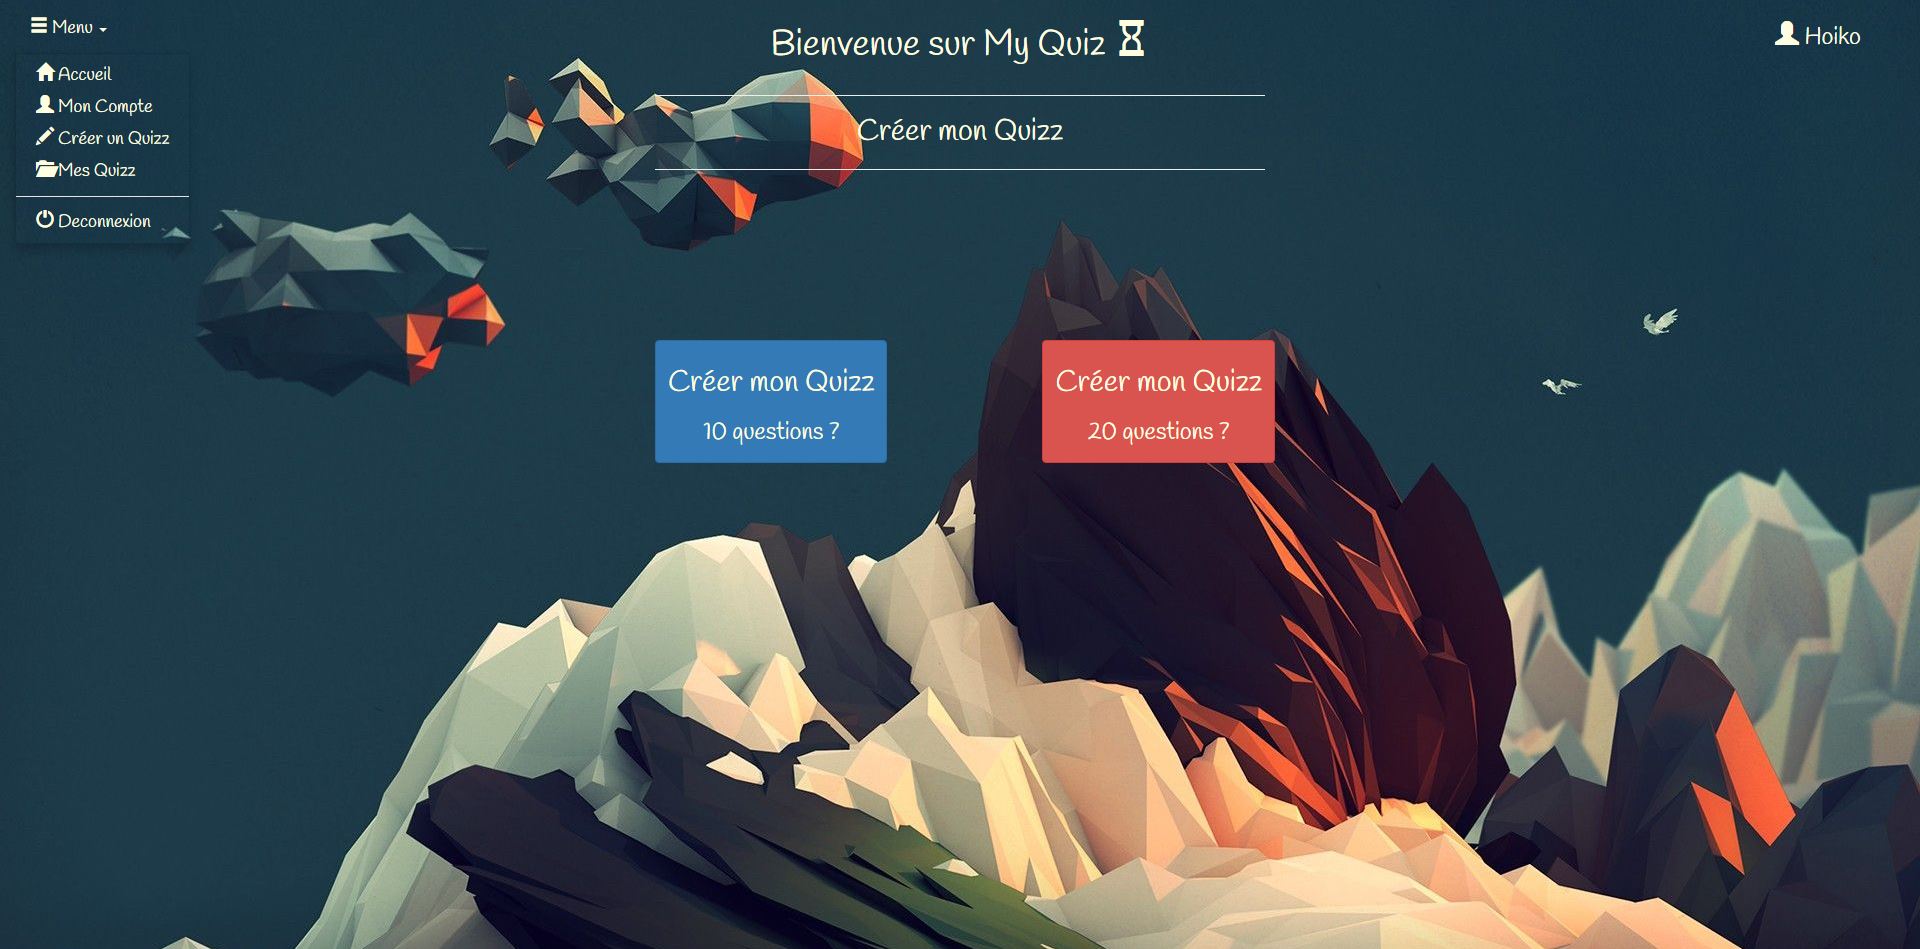 Menu
Bienvenue sur My Quiz
Hoiko
Accueil
Mon Compte
Créer un Quizz
Mes Quizz
Deconnexion
Créer mon Quizz
Créer mon Quizz
10 questions ?
Créer mon Quizz
20 questions ?